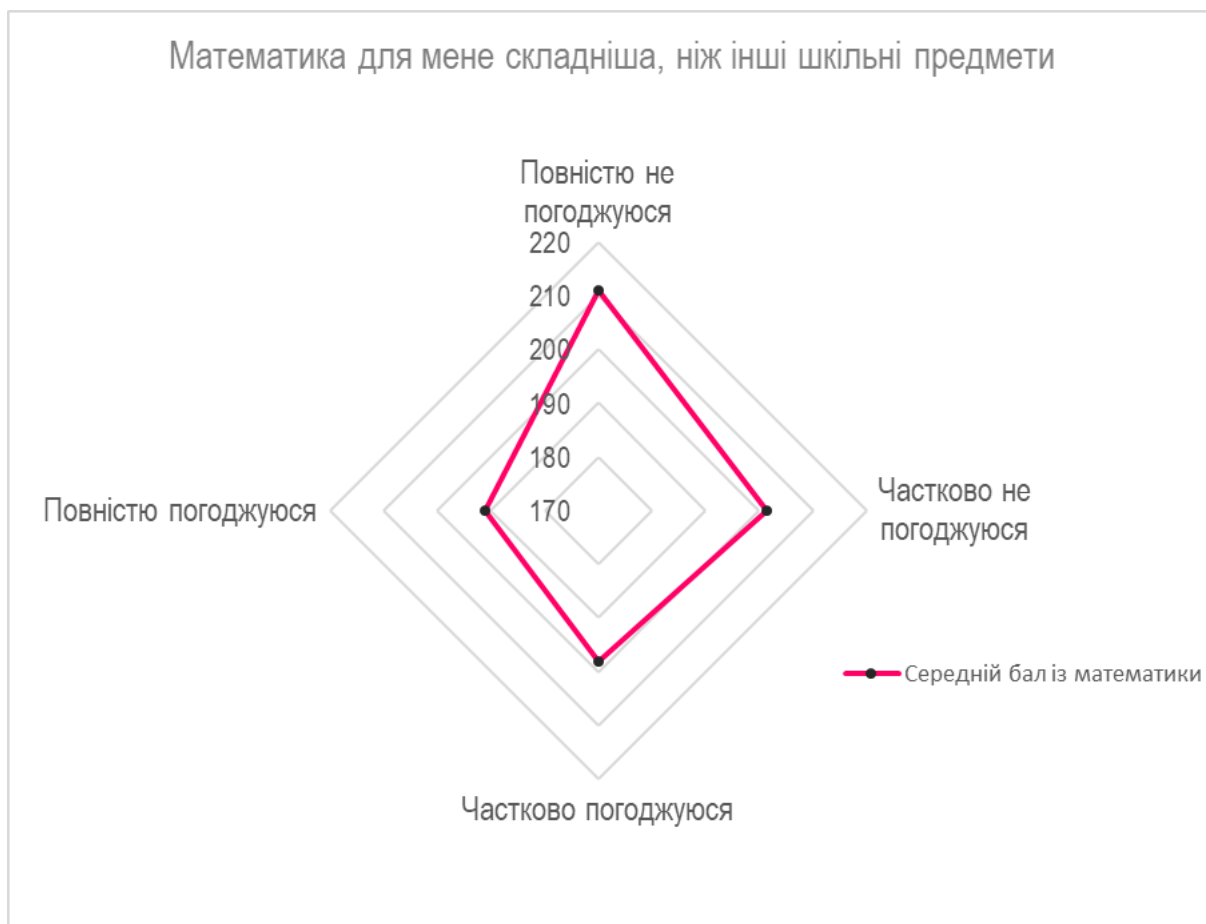 Математика для мене складніша, ніж інші шкільні предмети
Повністю не
погоджуюся
220
210
200
190
180
170
Повністю погоджуюся
Частково не
погоджуюся
Середній бал із математики
Частково погоджуюся